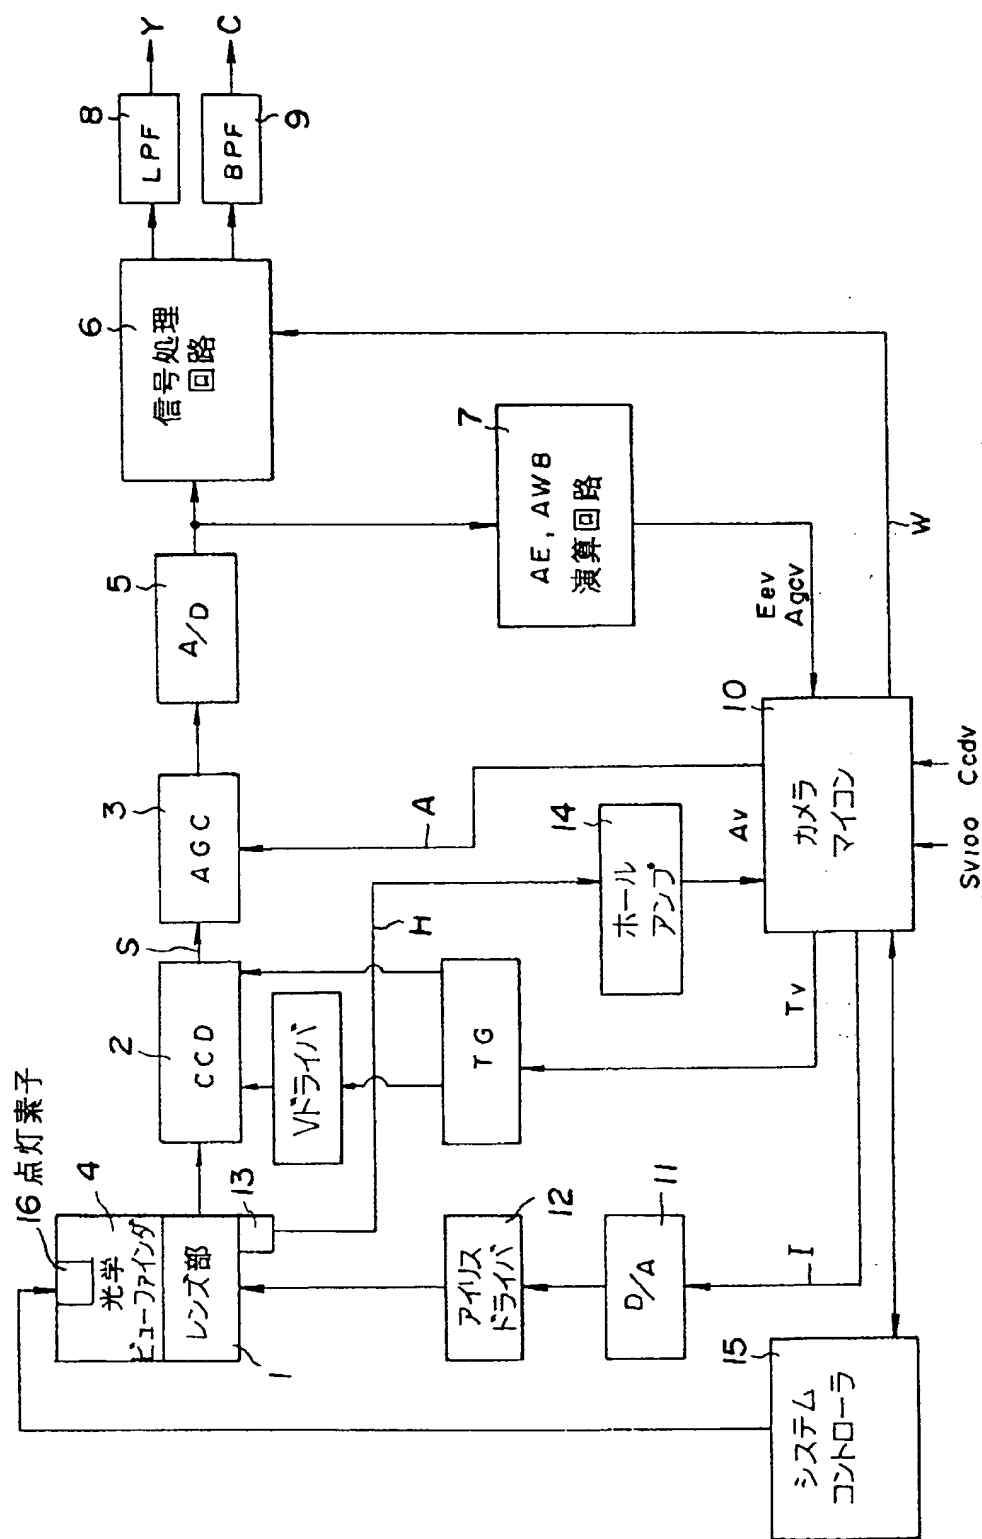 16 点灯素子
4
光学
ビューファインダ
レンズ部
1
13
2
CCD
S
3
AGC
5
A/D
6
信号処理
回路
8
LPF
Y
BPF
9
C
Vドライバ
TG
H
A
7
AE, AWB
演算回路
Eev
Agcv
W
14
ホール
アンプ
Av
10
カメラ
マイコン
SV100
Ccdv
Tv
I
12
アイリス
ドライバ
11
D/A
15
システム
コントローラ